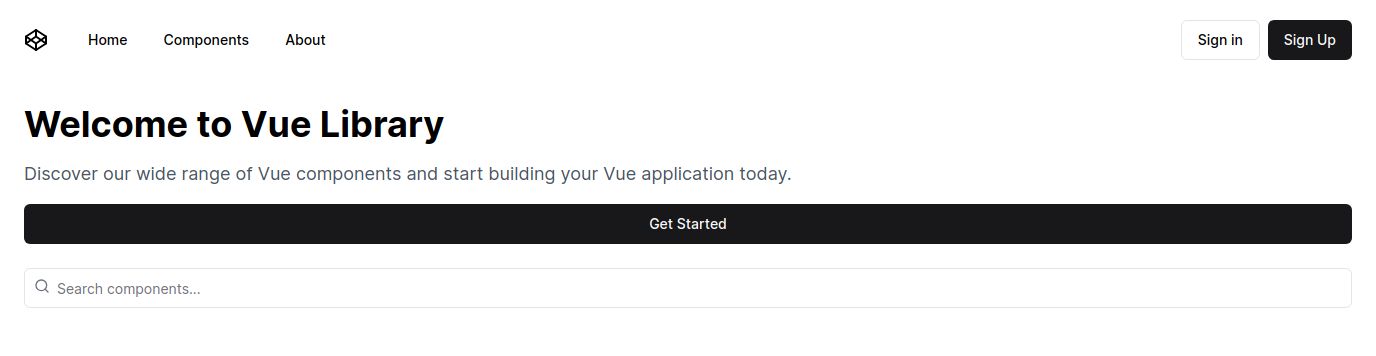 Home Components About Sign in Sign Up
Welcome to Vue Library
Discover our wide range of Vue components and start building your Vue application today.
Get Started
Search components...